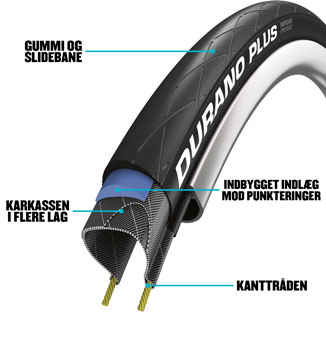 GUMMI OG
SLIDEBANE
DURANO PLUS
INDBYGGET INDLÆG
MOD PUNKTERINGER
KARKASSEN
I FLERE LAG
KANTTRÅDEN